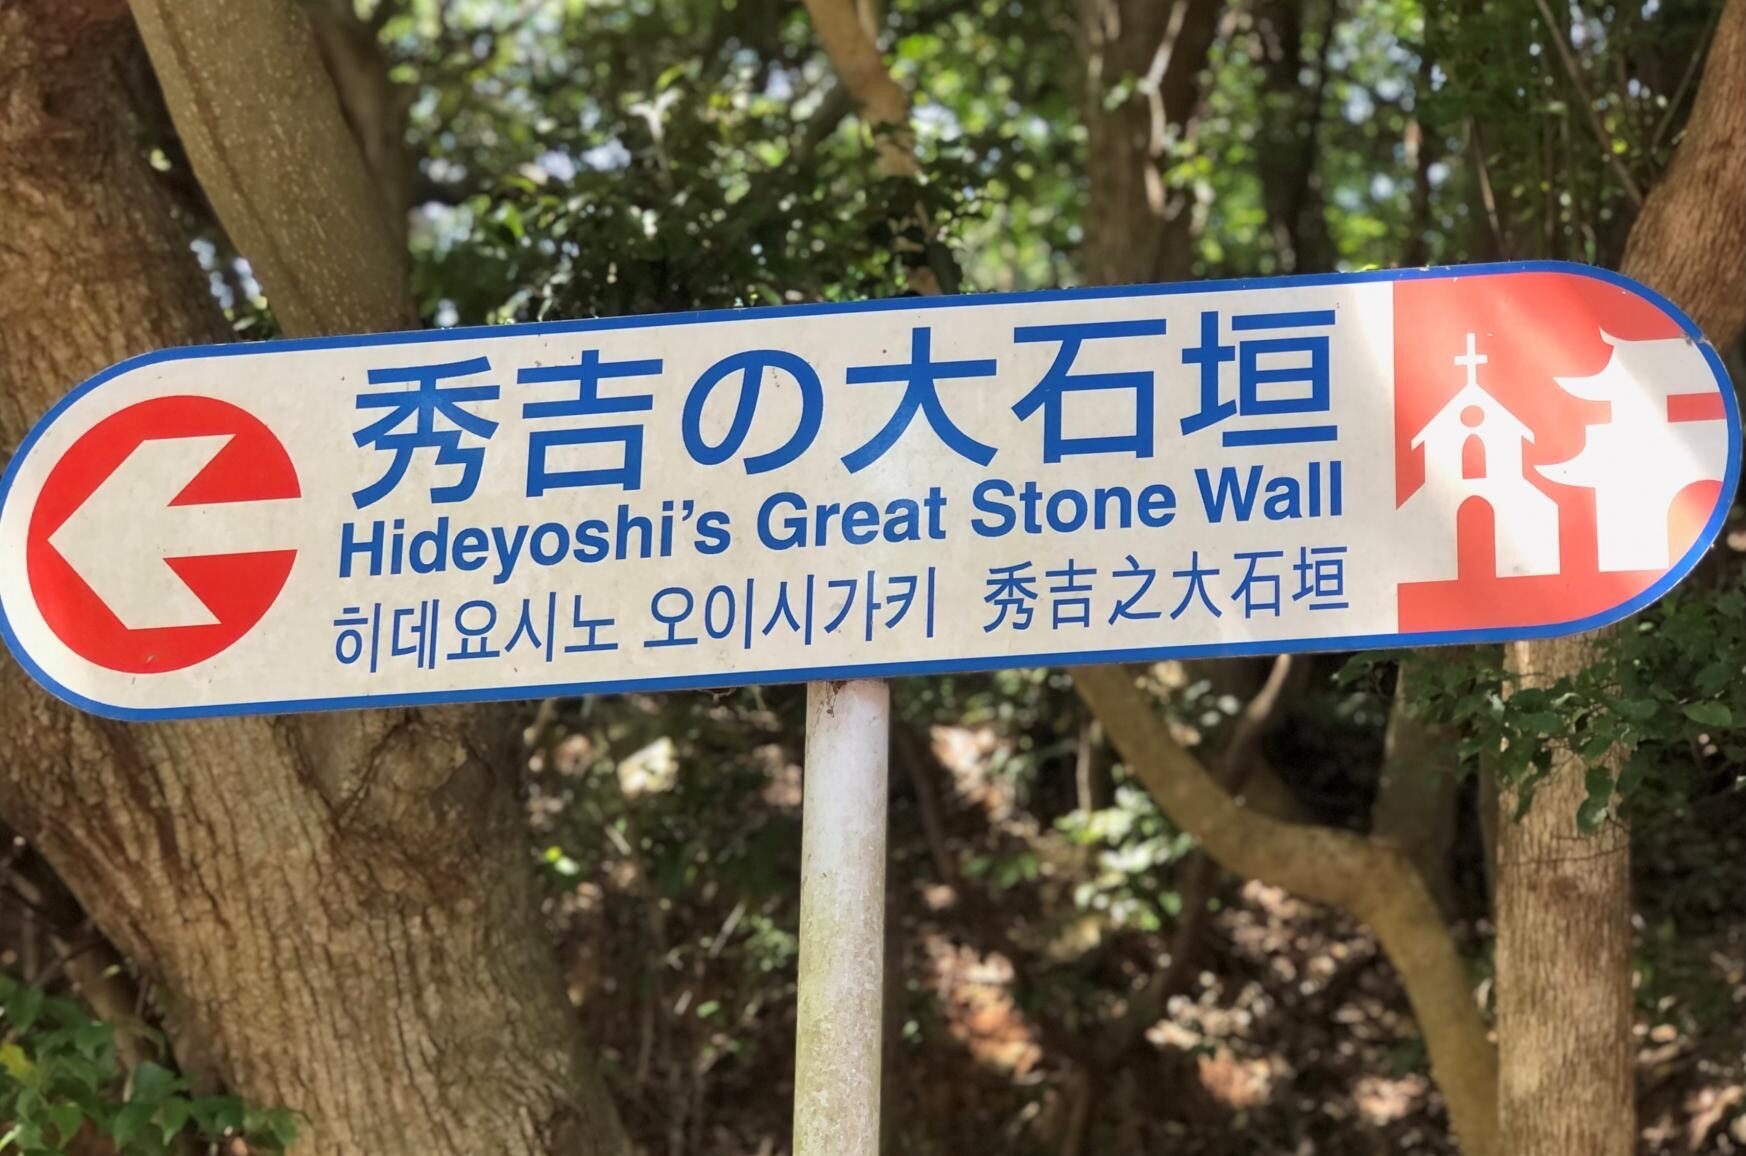 秀吉の大石垣
Hideyoshi’s Great Stone Wall
히데요시노 오이시가키 秀吉之大石垣